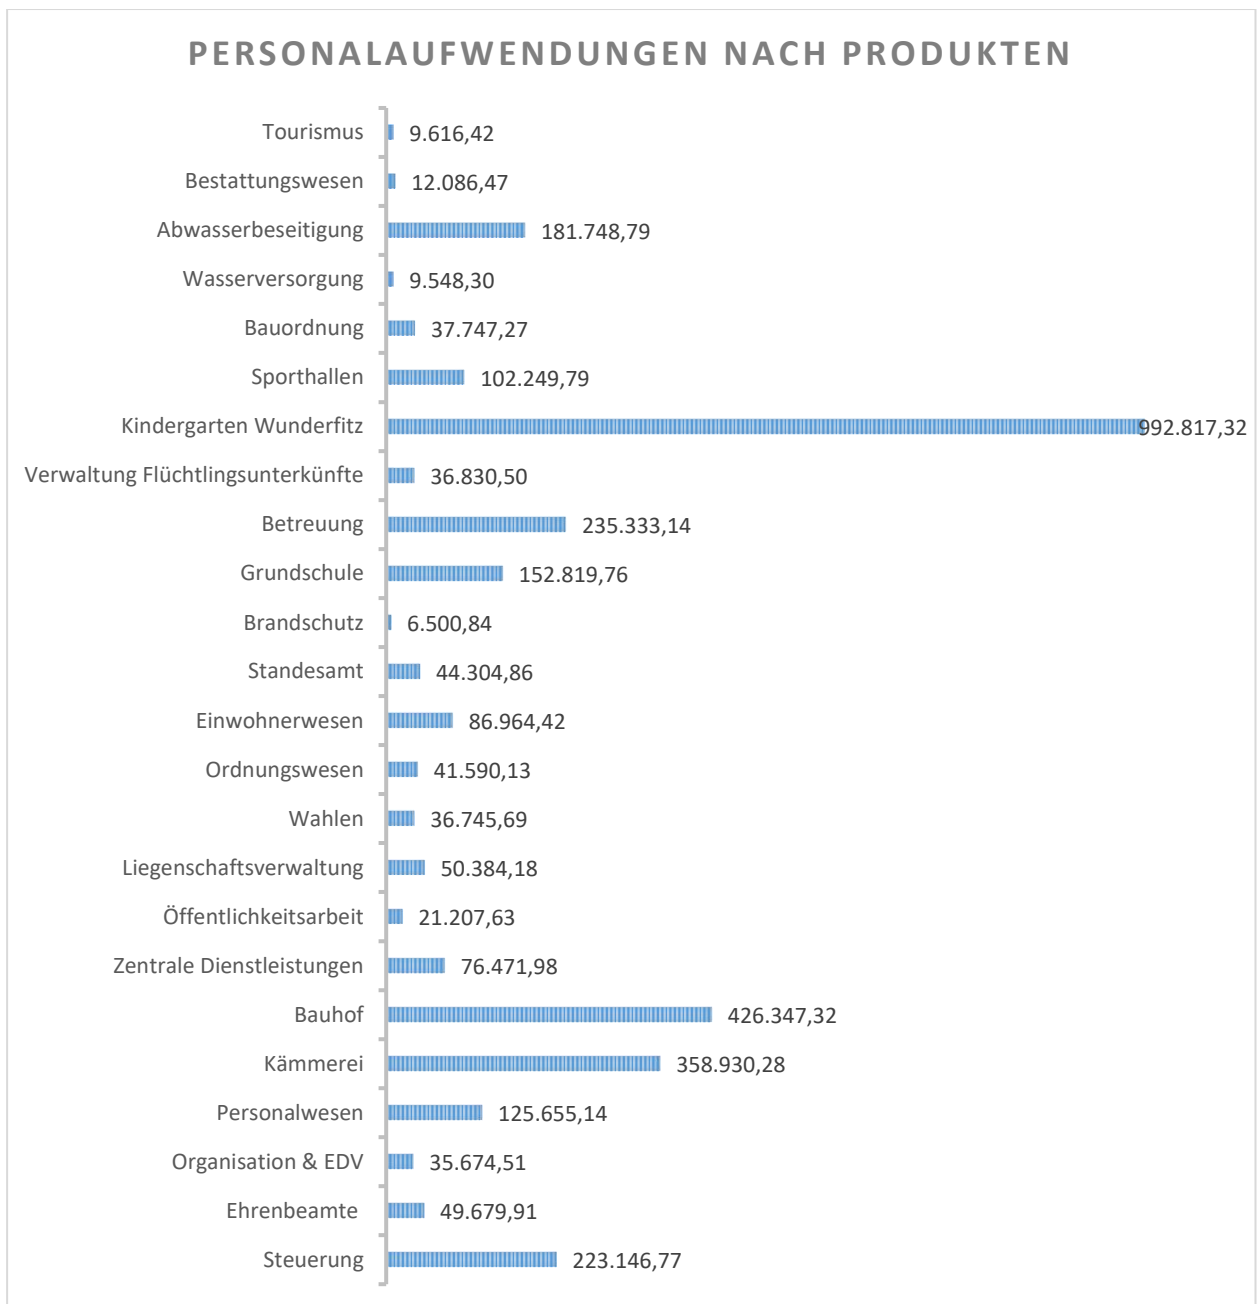 PERSONALAUFWENDUNGEN NACH PRODUKTEN
Tourismus 9.616,42
Bestattungswesen 12.086,47
Abwasserbeseitigung 181.748,79
Wasserversorgung 9.548,30
Bauordnung 37.747,27
Sporthallen 102.249,79
Kindergarten Wunderfitz 992.817,32
Verwaltung Flüchtlingsunterkünfte 36.830,50
Betreuung 235.333,14
Grundschule 152.819,76
Brandschutz 6.500,84
Standesamt 44.304,86
Einwohnerwesen 86.964,42
Ordnungswesen 41.590,13
Wahlen 36.745,69
Liegenschaftsverwaltung 50.384,18
Öffentlichkeitsarbeit 21.207,63
Zentrale Dienstleistungen 76.471,98
Bauhof 426.347,32
Kämmerei 358.930,28
Personalwesen 125.655,14
Organisation & EDV 35.674,51
Ehrenbeamte 49.679,91
Steuerung 223.146,77